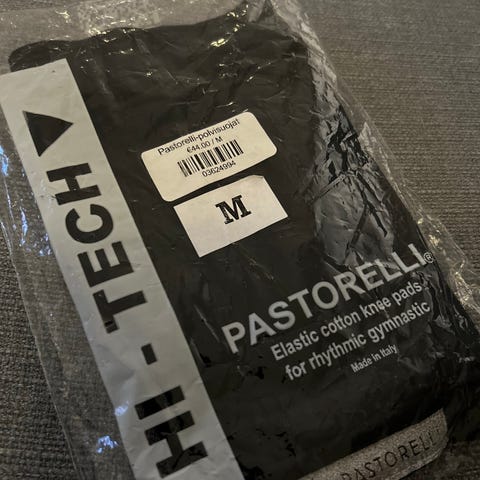 HI - TECH
Pastorelli-polvisuojat
€44.00 / M
03624994
M
PASTORELLI®
Elastic cotton knee pads
for rhythmic gymnastic
Made in Italy
PASTORELLI